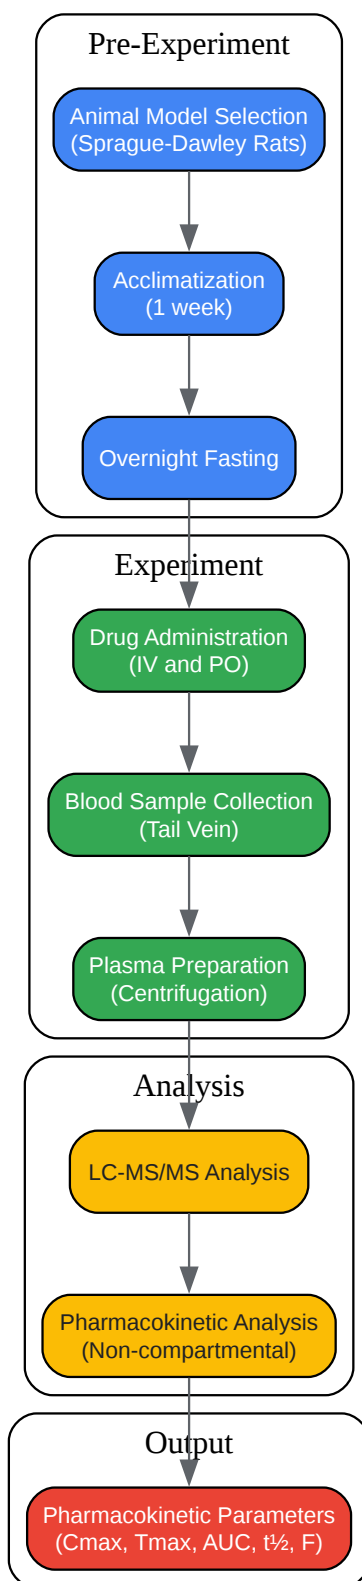 Pre-Experiment
Animal Model Selection
(Sprague-Dawley Rats)
Acclimatization
(1 week)
Overnight Fasting
Experiment
Drug Administration
(IV and PO)
Blood Sample Collection
(Tail Vein)
Plasma Preparation
(Centrifugation)
Analysis
LC-MS/MS Analysis
Pharmacokinetic Analysis
(Non-compartmental)
Output
Pharmacokinetic Parameters
(Cmax, Tmax, AUC, t½, F)